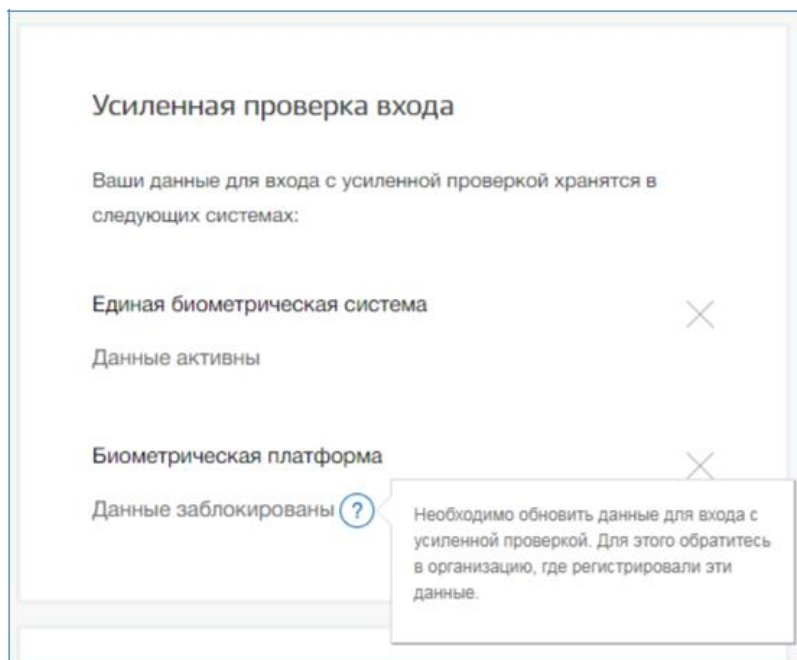 Усиленная проверка входа
Ваши данные для входа с усиленной проверкой хранятся в
следующих системах:
Единая биометрическая система
Данные активны
Биометрическая платформа
Данные заблокированы ?
Необходимо обновить данные для входа с
усиленной проверкой. Для этого обратитесь
в организацию, где регистрировали эти
данные.